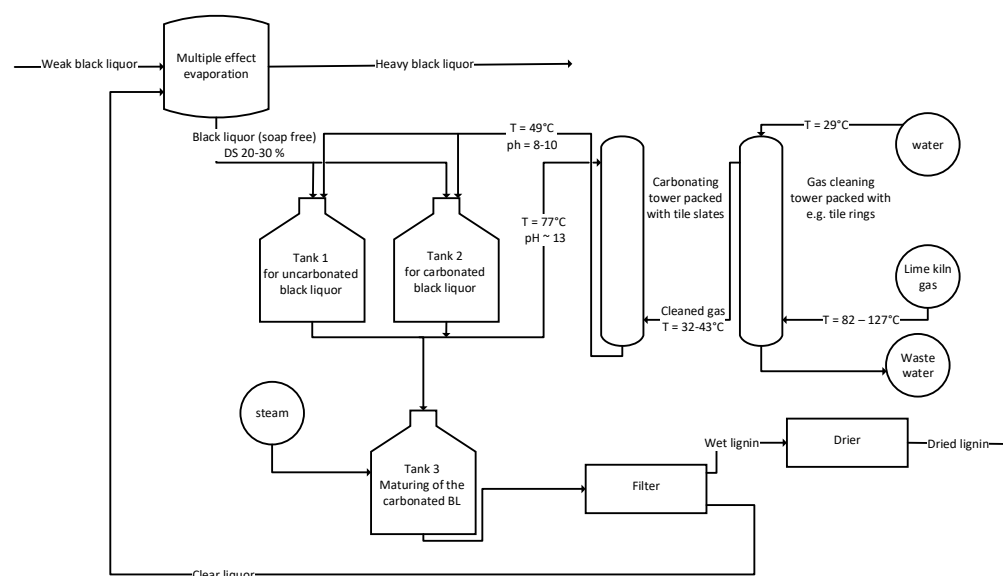 Multiple effect
evaporation
Weak black liquor
Heavy black liquor
Black liquor (soap free)
DS 20-30 %
T = 49°C
ph = 8-10
T = 29°C
water
Carbonating
tower packed
with tile slates
Gas cleaning
tower packed with
e.g. tile rings
T = 77°C
pH ~ 13
Tank 1
for uncarbonated
black liquor
Tank 2
for carbonated
black liquor
Lime kiln
gas
Cleaned gas
T = 32-43°C
T = 82 – 127°C
Waste
water
steam
Tank 3
Maturing of the
carbonated BL
Filter
Wet lignin
Drier
Dried lignin
Clear liquor